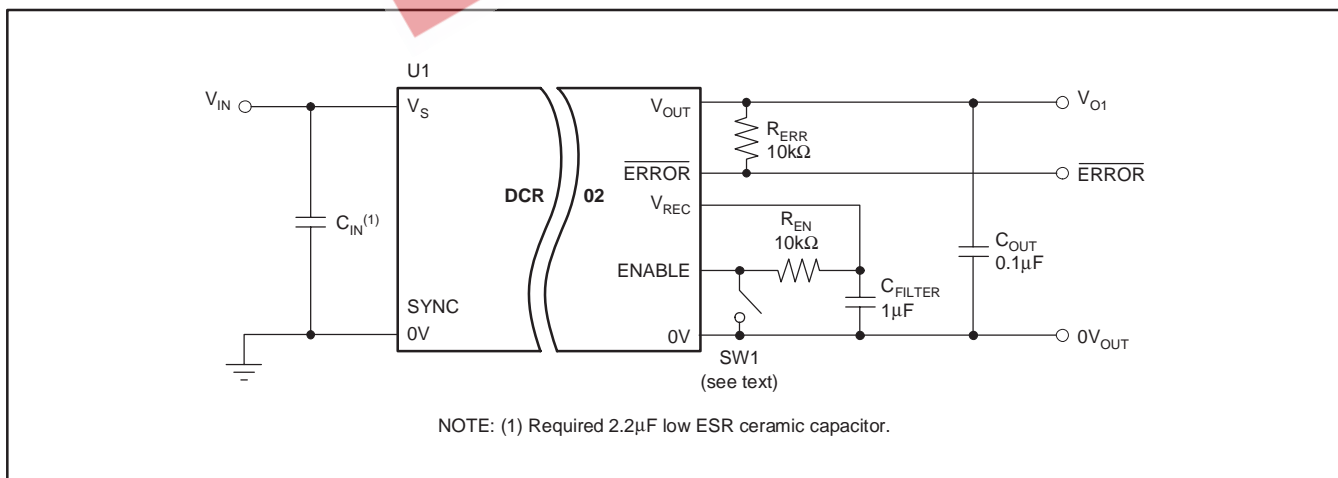 U1
V_IN
V_S
V_OUT
V_O1
R_ERR
10kΩ
ERROR
ERROR
DCR 02
V_REC
R_EN
10kΩ
C_IN(1)
C_OUT
0.1μF
ENABLE
C_FILTER
1μF
SYNC
0V
0V
0V_OUT
SW1
(see text)
NOTE: (1) Required 2.2μF low ESR ceramic capacitor.